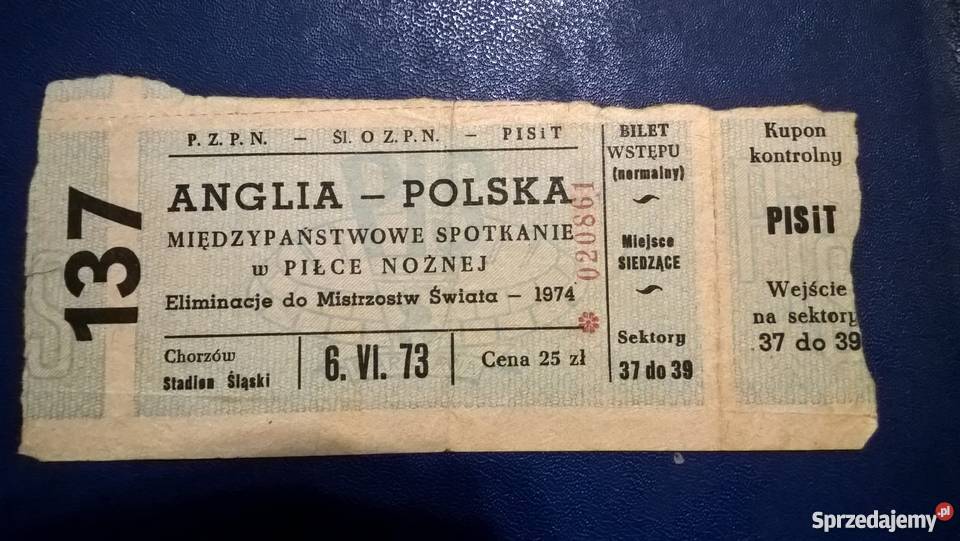 137
P. Z. P. N. — Śl. O Z. P. N. — PISiT
ANGLIA — POLSKA
MIĘDZYPAŃSTWOWE SPOTKANIE
w PIŁCE NOŻNEJ
Eliminacje do Mistrzostw Świata — 1974
Chorzów
Stadion Śląski
6. VI. 73
Cena 25 zł
020861
BILET
WSTĘPU
(normalny)
Miejsce
SIEDZĄCE
Sektory
37 do 39
Kupon
kontrolny
PISiT
Wejście
na sektory
37 do 39
Sprzedajemy.pl